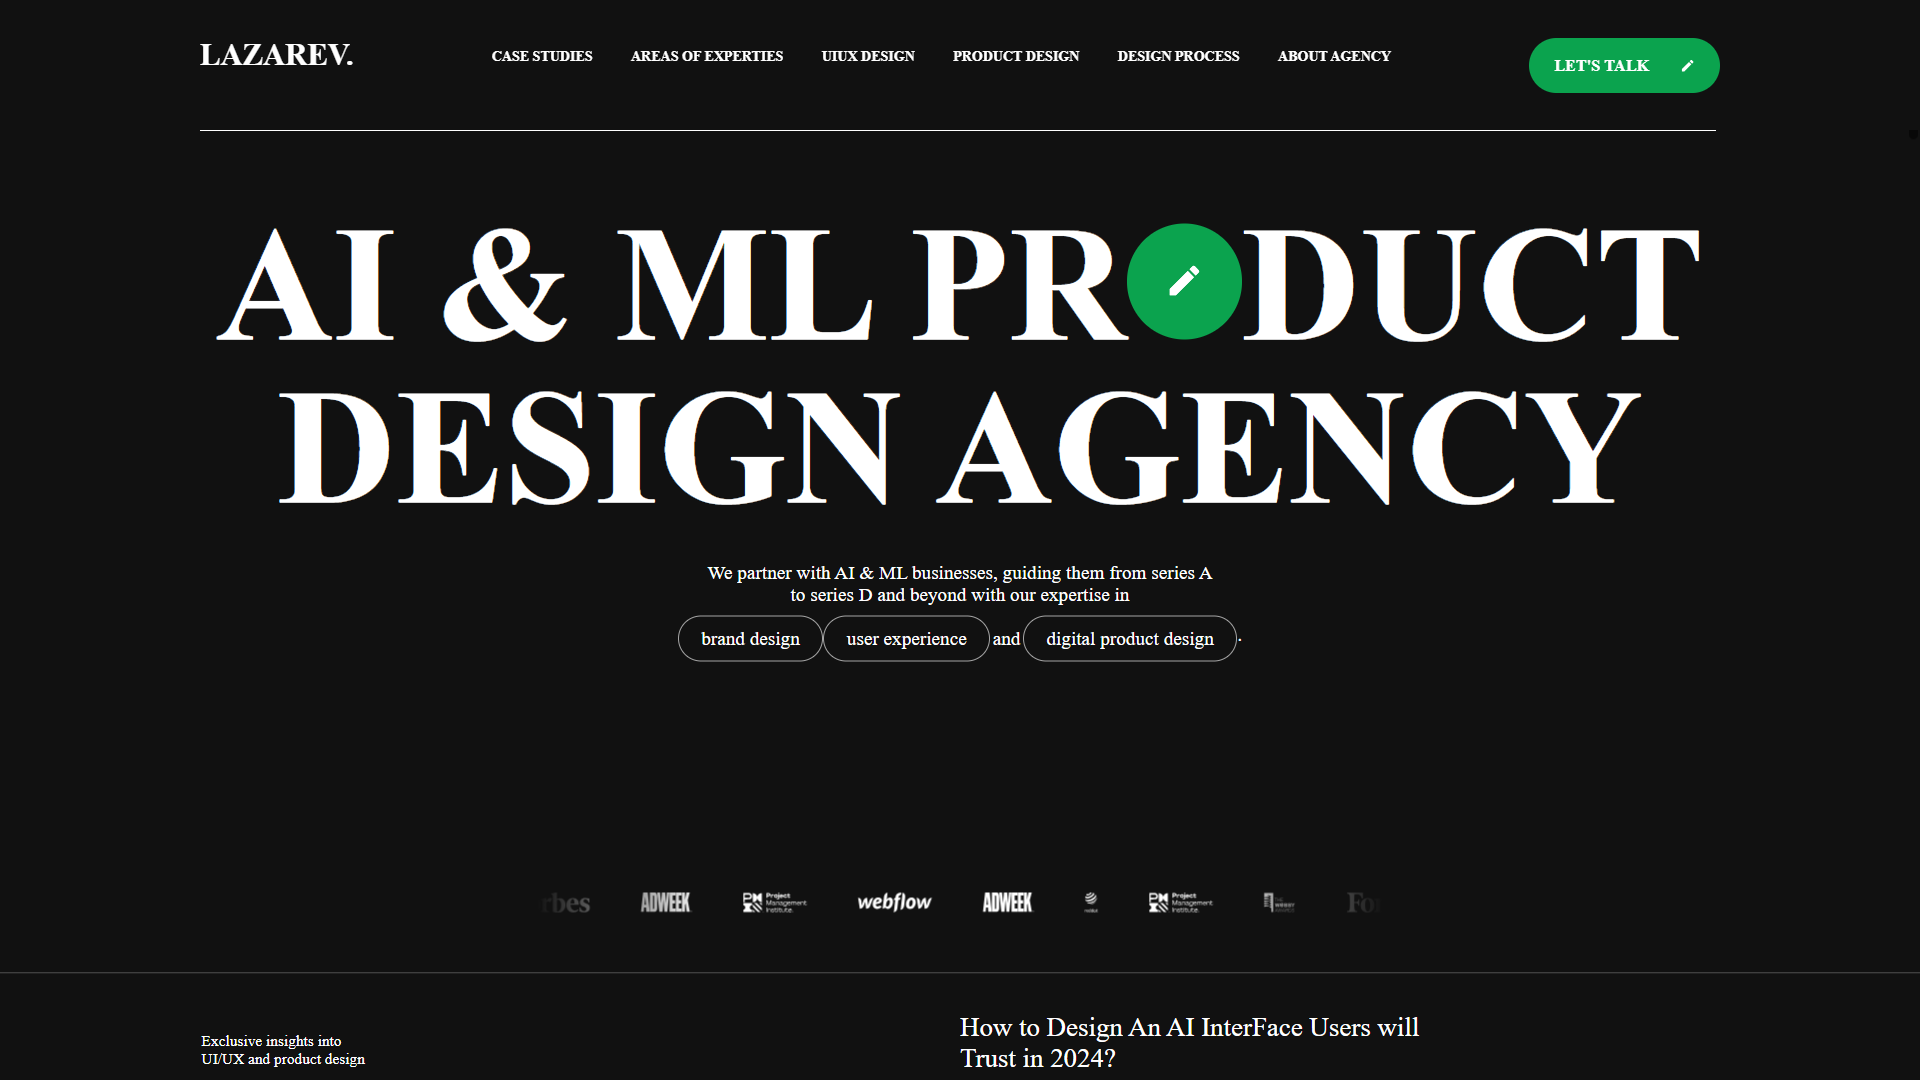 LAZAREV.
CASE STUDIES
AREAS OF EXPERTIES
UIUX DESIGN
PRODUCT DESIGN
DESIGN PROCESS
ABOUT AGENCY
LET'S TALK
AI & ML PR DUCT
DESIGN AGENCY
We partner with AI & ML businesses, guiding them from series A
to series D and beyond with our expertise in
brand design user experience and digital product design .
rbes
ADWEEK
Project
Management
Institute.
webflow
ADWEEK
Project
Management
Institute.
Fo
Exclusive insights into
UI/UX and product design
How to Design An AI InterFace Users will
Trust in 2024?